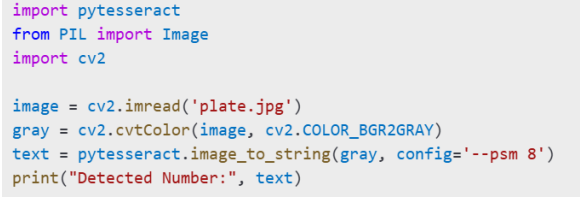 import pytesseract
from PIL import Image
import cv2
image = cv2.imread('plate.jpg')
gray = cv2.cvtColor(image, cv2.COLOR_BGR2GRAY)
text = pytesseract.image_to_string(gray, config='--psm 8')
print("Detected Number:", text)